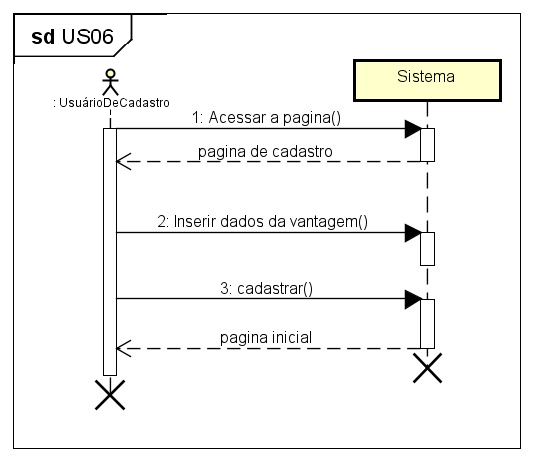 sd US06
Sistema
: UsuárioDeCadastro
1: Acessar a pagina()
pagina de cadastro
2: Inserir dados da vantagem()
3: cadastrar()
pagina inicial